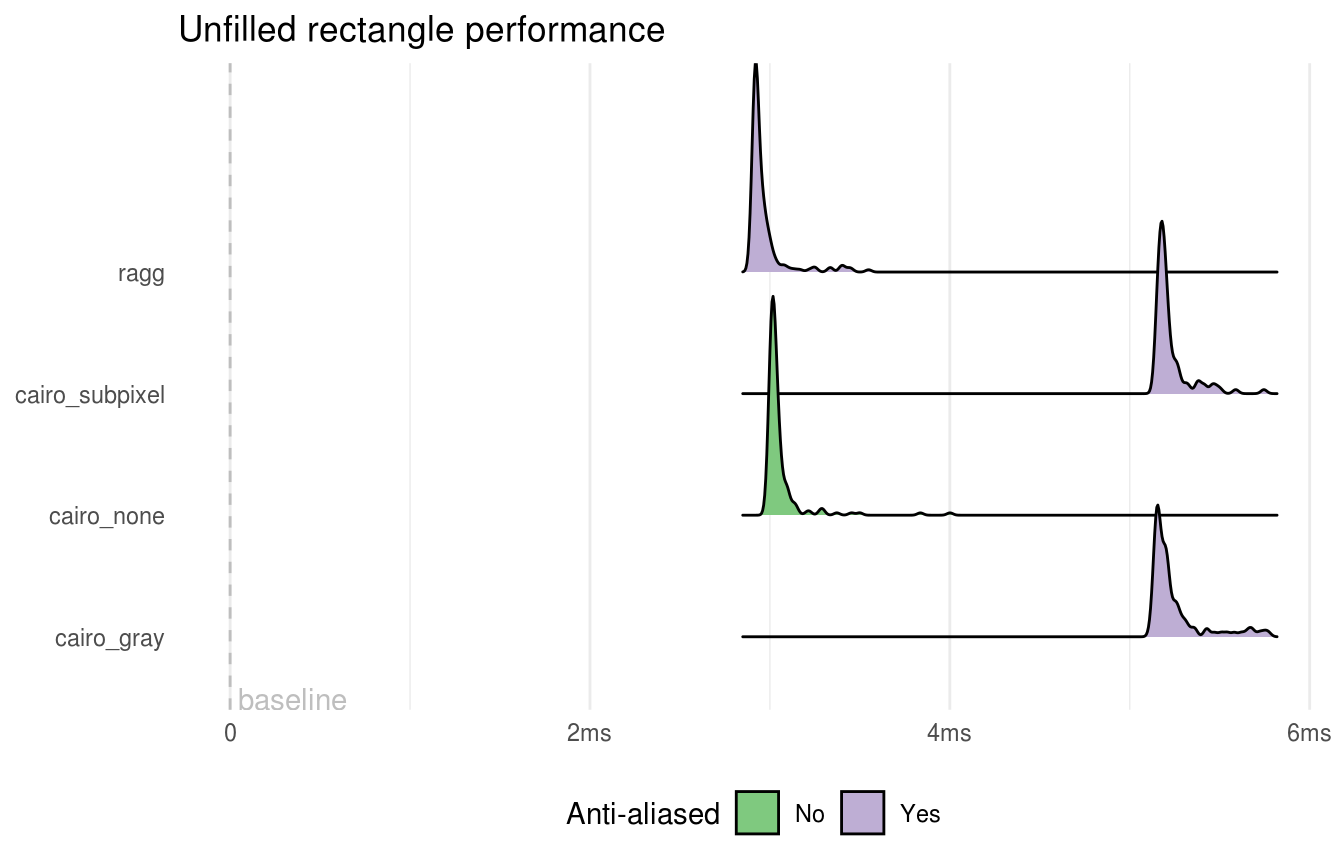 Unfilled rectangle performance
ragg
cairo_subpixel
cairo_none
cairo_gray
baseline
0 2ms 4ms 6ms
Anti-aliased No Yes